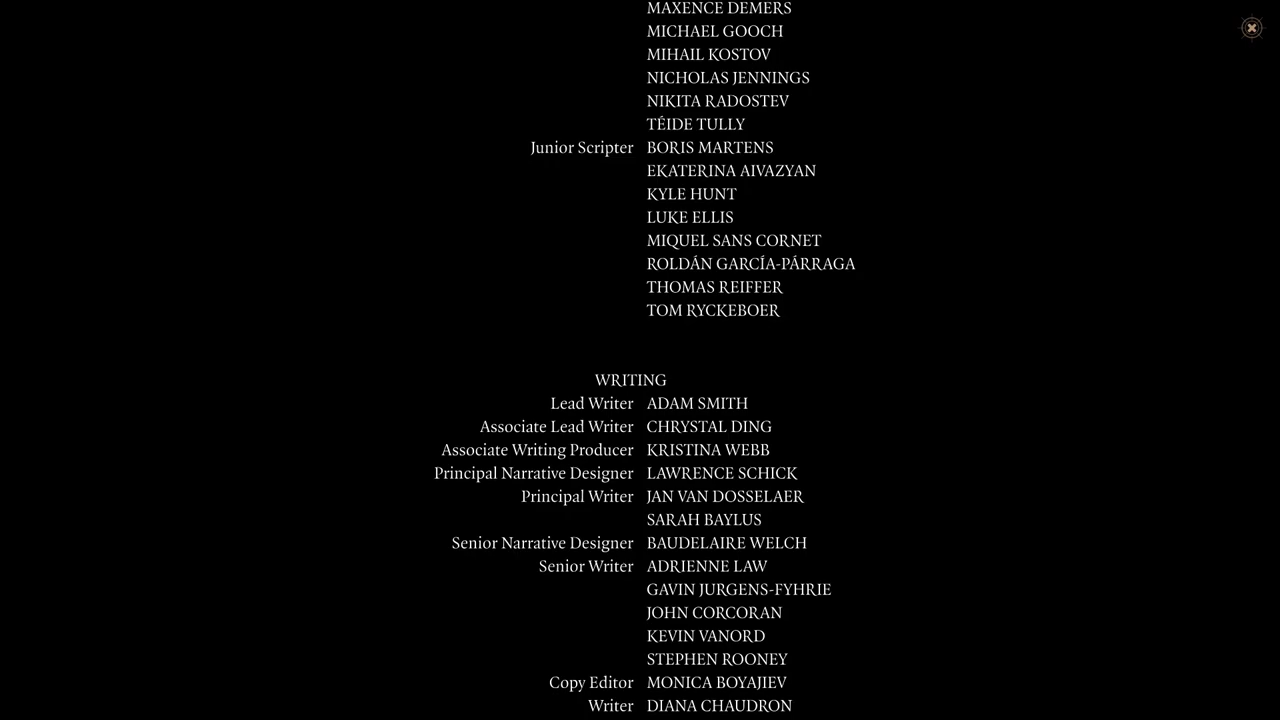 MAXENCE DEMERS
MICHAEL GOOCH
MIHAIL KOSTOV
NICHOLAS JENNINGS
NIKITA RADOSTEV
TÉIDE TULLY
Junior Scripter BORIS MARTENS
EKATERINA AIVAZYAN
KYLE HUNT
LUKE ELLIS
MIQUEL SANS CORNET
ROLDÁN GARCÍA-PÁRRAGA
THOMAS REIFFER
TOM RYCKEBOER
WRITING
Lead Writer ADAM SMITH
Associate Lead Writer CHRYSTAL DING
Associate Writing Producer KRISTINA WEBB
Principal Narrative Designer LAWRENCE SCHICK
Principal Writer JAN VAN DOSSELAER
SARAH BAYLUS
Senior Narrative Designer BAUDELAIRE WELCH
Senior Writer ADRIENNE LAW
GAVIN JURGENS-FYHRIE
JOHN CORCORAN
KEVIN VANORD
STEPHEN ROONEY
Copy Editor MONICA BOYAJIEV
Writer DIANA CHAUDRON